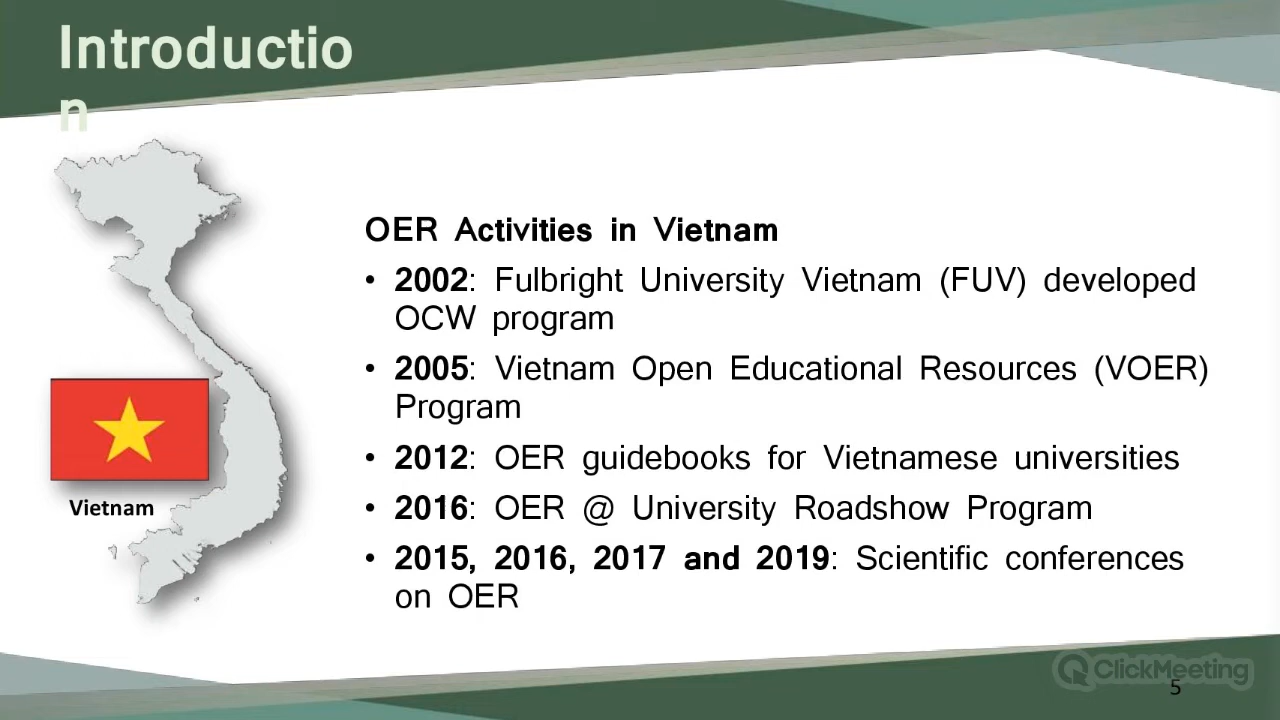 Introductio
n
OER Activities in Vietnam
• 2002: Fulbright University Vietnam (FUV) developed
OCW program
• 2005: Vietnam Open Educational Resources (VOER)
Program
• 2012: OER guidebooks for Vietnamese universities
• 2016: OER @ University Roadshow Program
• 2015, 2016, 2017 and 2019: Scientific conferences
on OER
Vietnam
ClickMeeting
5